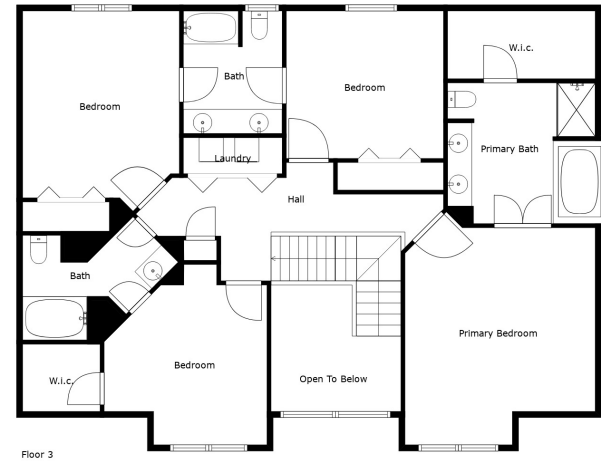 W.i.c.
Bath
Bedroom
Bedroom
Primary Bath
Laundry
Hall
Bath
Primary Bedroom
Bedroom
W.i.c.
Open To Below
Floor 3